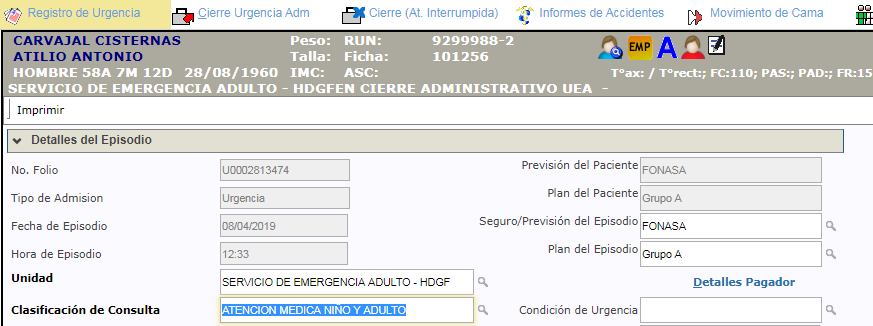 Registro de Urgencia Cierre Urgencia Adm Cierre (At. Interrumpida) Informes de Accidentes Movimiento de Cama
CARVAJAL CISTERNAS Peso: RUN: 9299988-2
ATILIO ANTONIO Talla: Ficha: 101256 EMP A
HOMBRE 58A 7M 12D 28/08/1960 IMC: ASC: T°ax: / T°rect:; FC:110; PAS:; PAD:; FR:15
SERVICIO DE EMERGENCIA ADULTO - HDGFEN CIERRE ADMINISTRATIVO UEA -
Imprimir
Detalles del Episodio
No. Folio U0002813474 Previsión del Paciente FONASA
Tipo de Admision Urgencia Plan del Paciente Grupo A
Fecha de Episodio 08/04/2019 Seguro/Previsión del Episodio FONASA
Hora de Episodio 12:33 Plan del Episodio Grupo A
Unidad SERVICIO DE EMERGENCIA ADULTO - HDGF Detalles Pagador
Clasificación de Consulta ATENCION MEDICA NIÑO Y ADULTO Condición de Urgencia